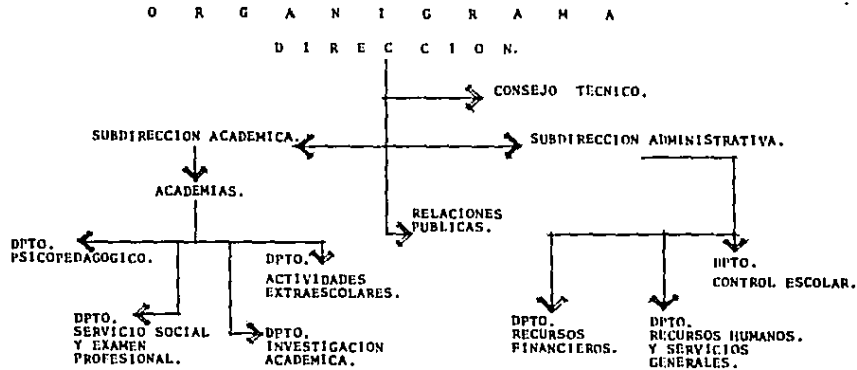 O R G A N I G R A M A
D I R E C C I O N.
CONSEJO TECNICO.
SUBDIRECCION ACADEMICA.
SUBDIRECCION ADMINISTRATIVA.
ACADEMIAS.
RELACIONES
PUBLICAS.
DPTO.
PSICOPEDAGOGICO.
DPTO.
ACTIVIDADES
EXTRAESCOLARES.
DPTO.
CONTROL ESCOLAR.
DPTO.
SERVICIO SOCIAL
Y EXAMEN
PROFESIONAL.
DPTO.
INVESTIGACION
ACADEMICA.
DPTO.
RECURSOS
FINANCIEROS.
DPTO.
RECURSOS HUMANOS.
Y SERVICIOS
GENERALES.